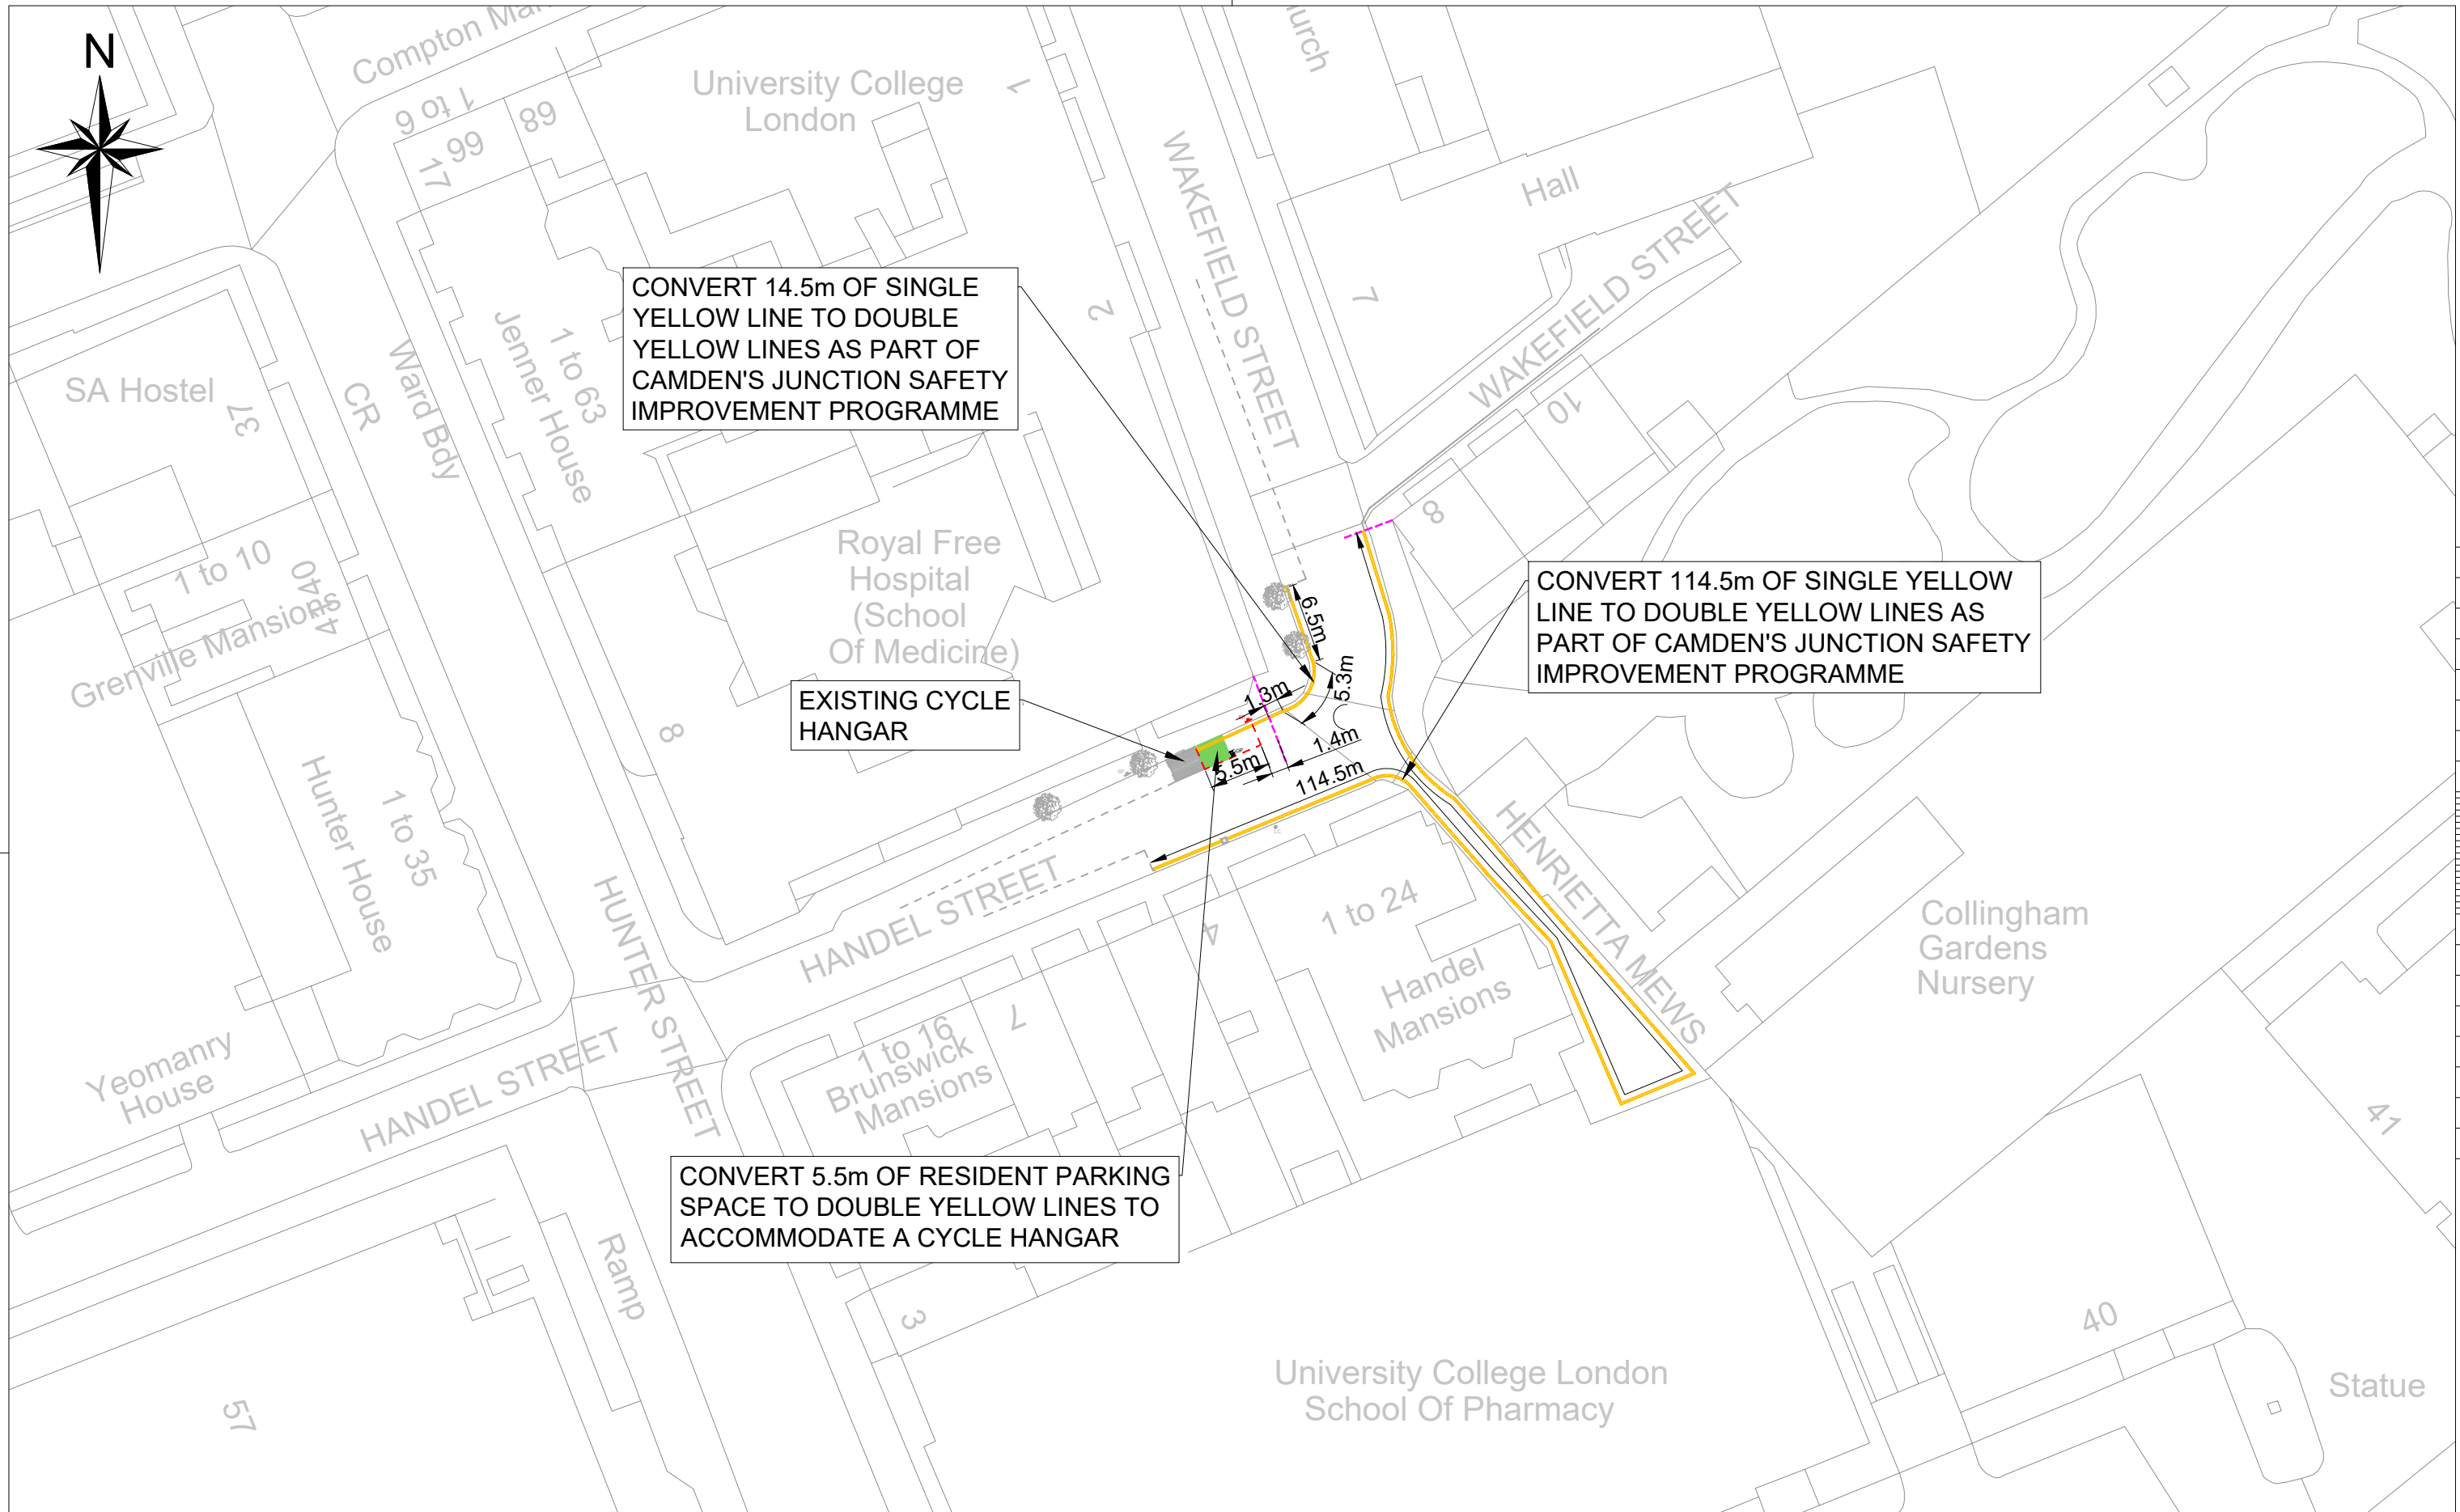 N
Compton
urch
1 to 6
66
68
17
University College
London
1
WAKEFIELD STREET
Hall
WAKEFIELD STREET
2
7
10
8
CONVERT 14.5m OF SINGLE
YELLOW LINE TO DOUBLE
YELLOW LINES AS PART OF
CAMDEN'S JUNCTION SAFETY
IMPROVEMENT PROGRAMME
Jenner House
1 to 63
Ward Bdy
CR
SA Hostel
37
1 to 10
Grenville Mansions
Royal Free
Hospital
(School
Of Medicine)
8
CONVERT 114.5m OF SINGLE YELLOW
LINE TO DOUBLE YELLOW LINES AS
PART OF CAMDEN'S JUNCTION SAFETY
IMPROVEMENT PROGRAMME
6.5m
5.3m
1.3m
1.4m
5.5m
114.5m
EXISTING CYCLE
HANGAR
Hunter House
1 to 35
HUNTER STREET
HANDEL STREET
HENRIETTA MEWS
1 to 24
Handel
Mansions
4
7
1 to 16
Brunswick
Mansions
Collingham
Gardens
Nursery
Yeomanry
House
HANDEL STREET
41
CONVERT 5.5m OF RESIDENT PARKING
SPACE TO DOUBLE YELLOW LINES TO
ACCOMMODATE A CYCLE HANGAR
Ramp
3
40
University College London
School Of Pharmacy
Statue
57